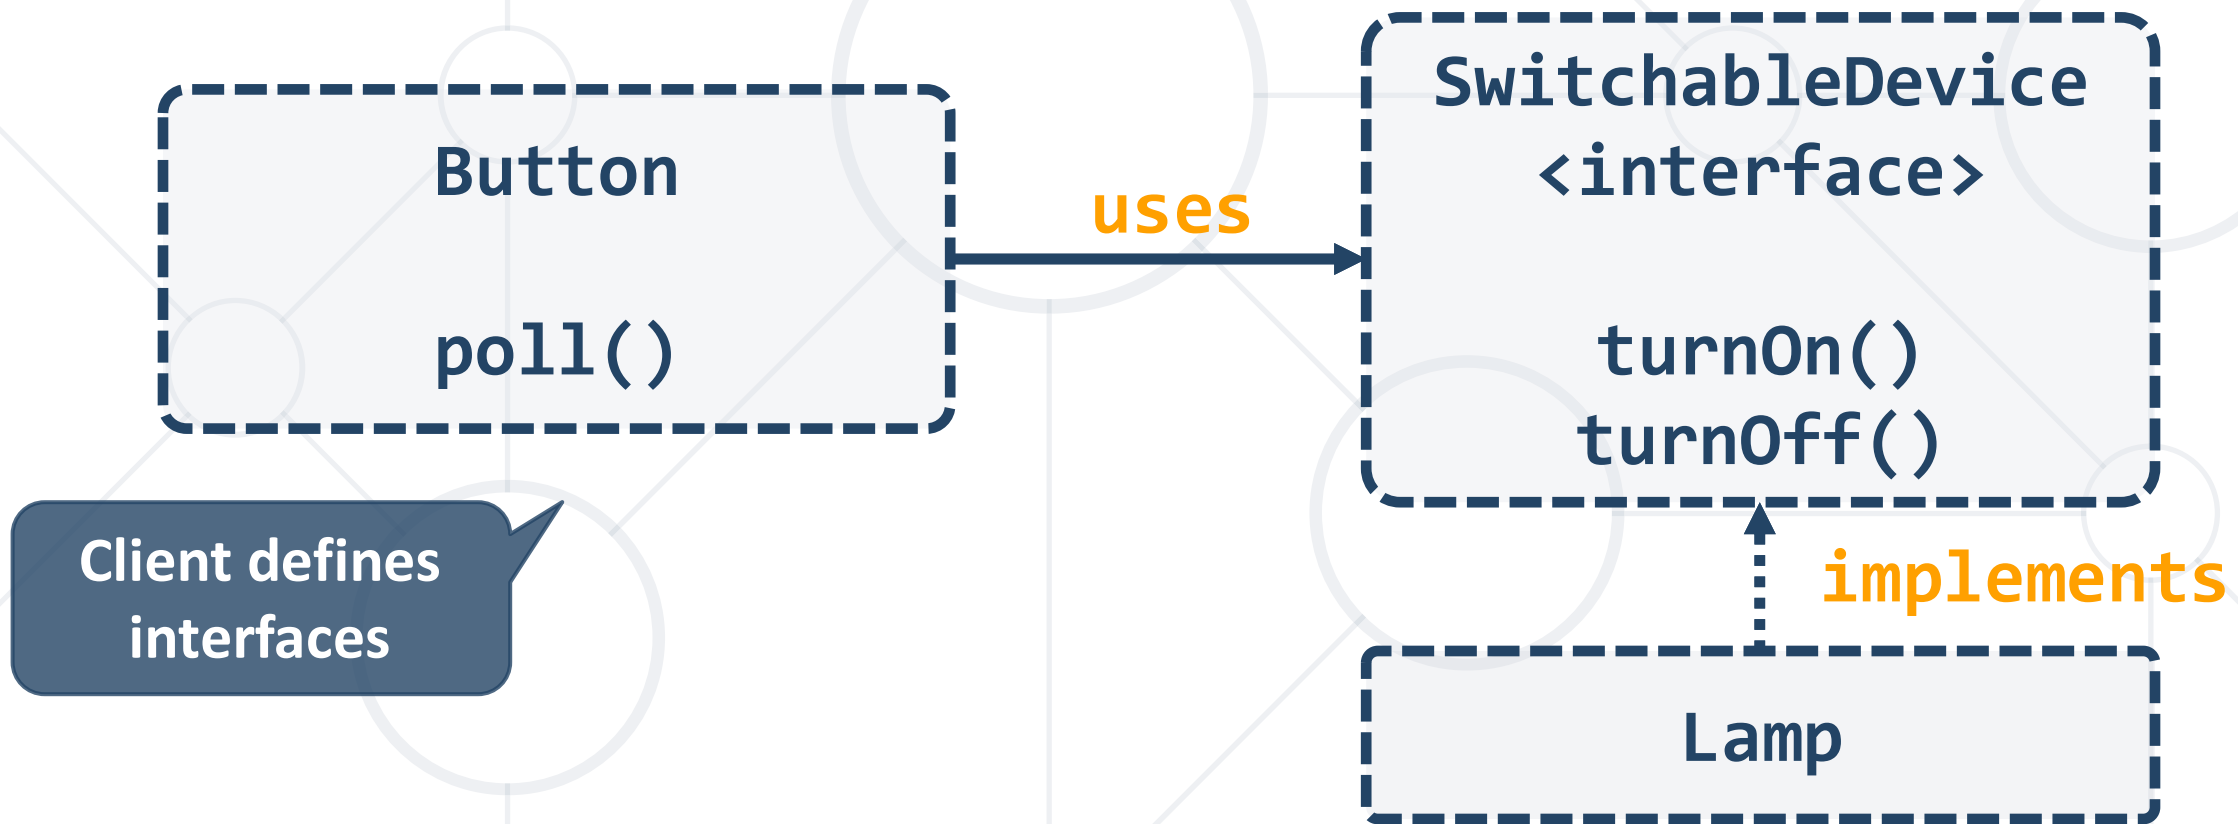 Button
poll()
uses
SwitchableDevice
<interface>
turnOn()
turnOff()
Client defines
interfaces
implements
Lamp